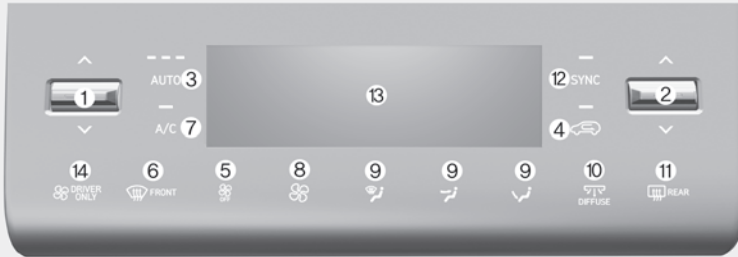 AUTO ③
⑫ SYNC
①
⑬
②
A/C ⑦
④
⑭
⑥
⑤
⑧
⑨
⑨
⑨
⑩
⑪
DRIVER ONLY
FRONT
OFF
DIFFUSE
REAR